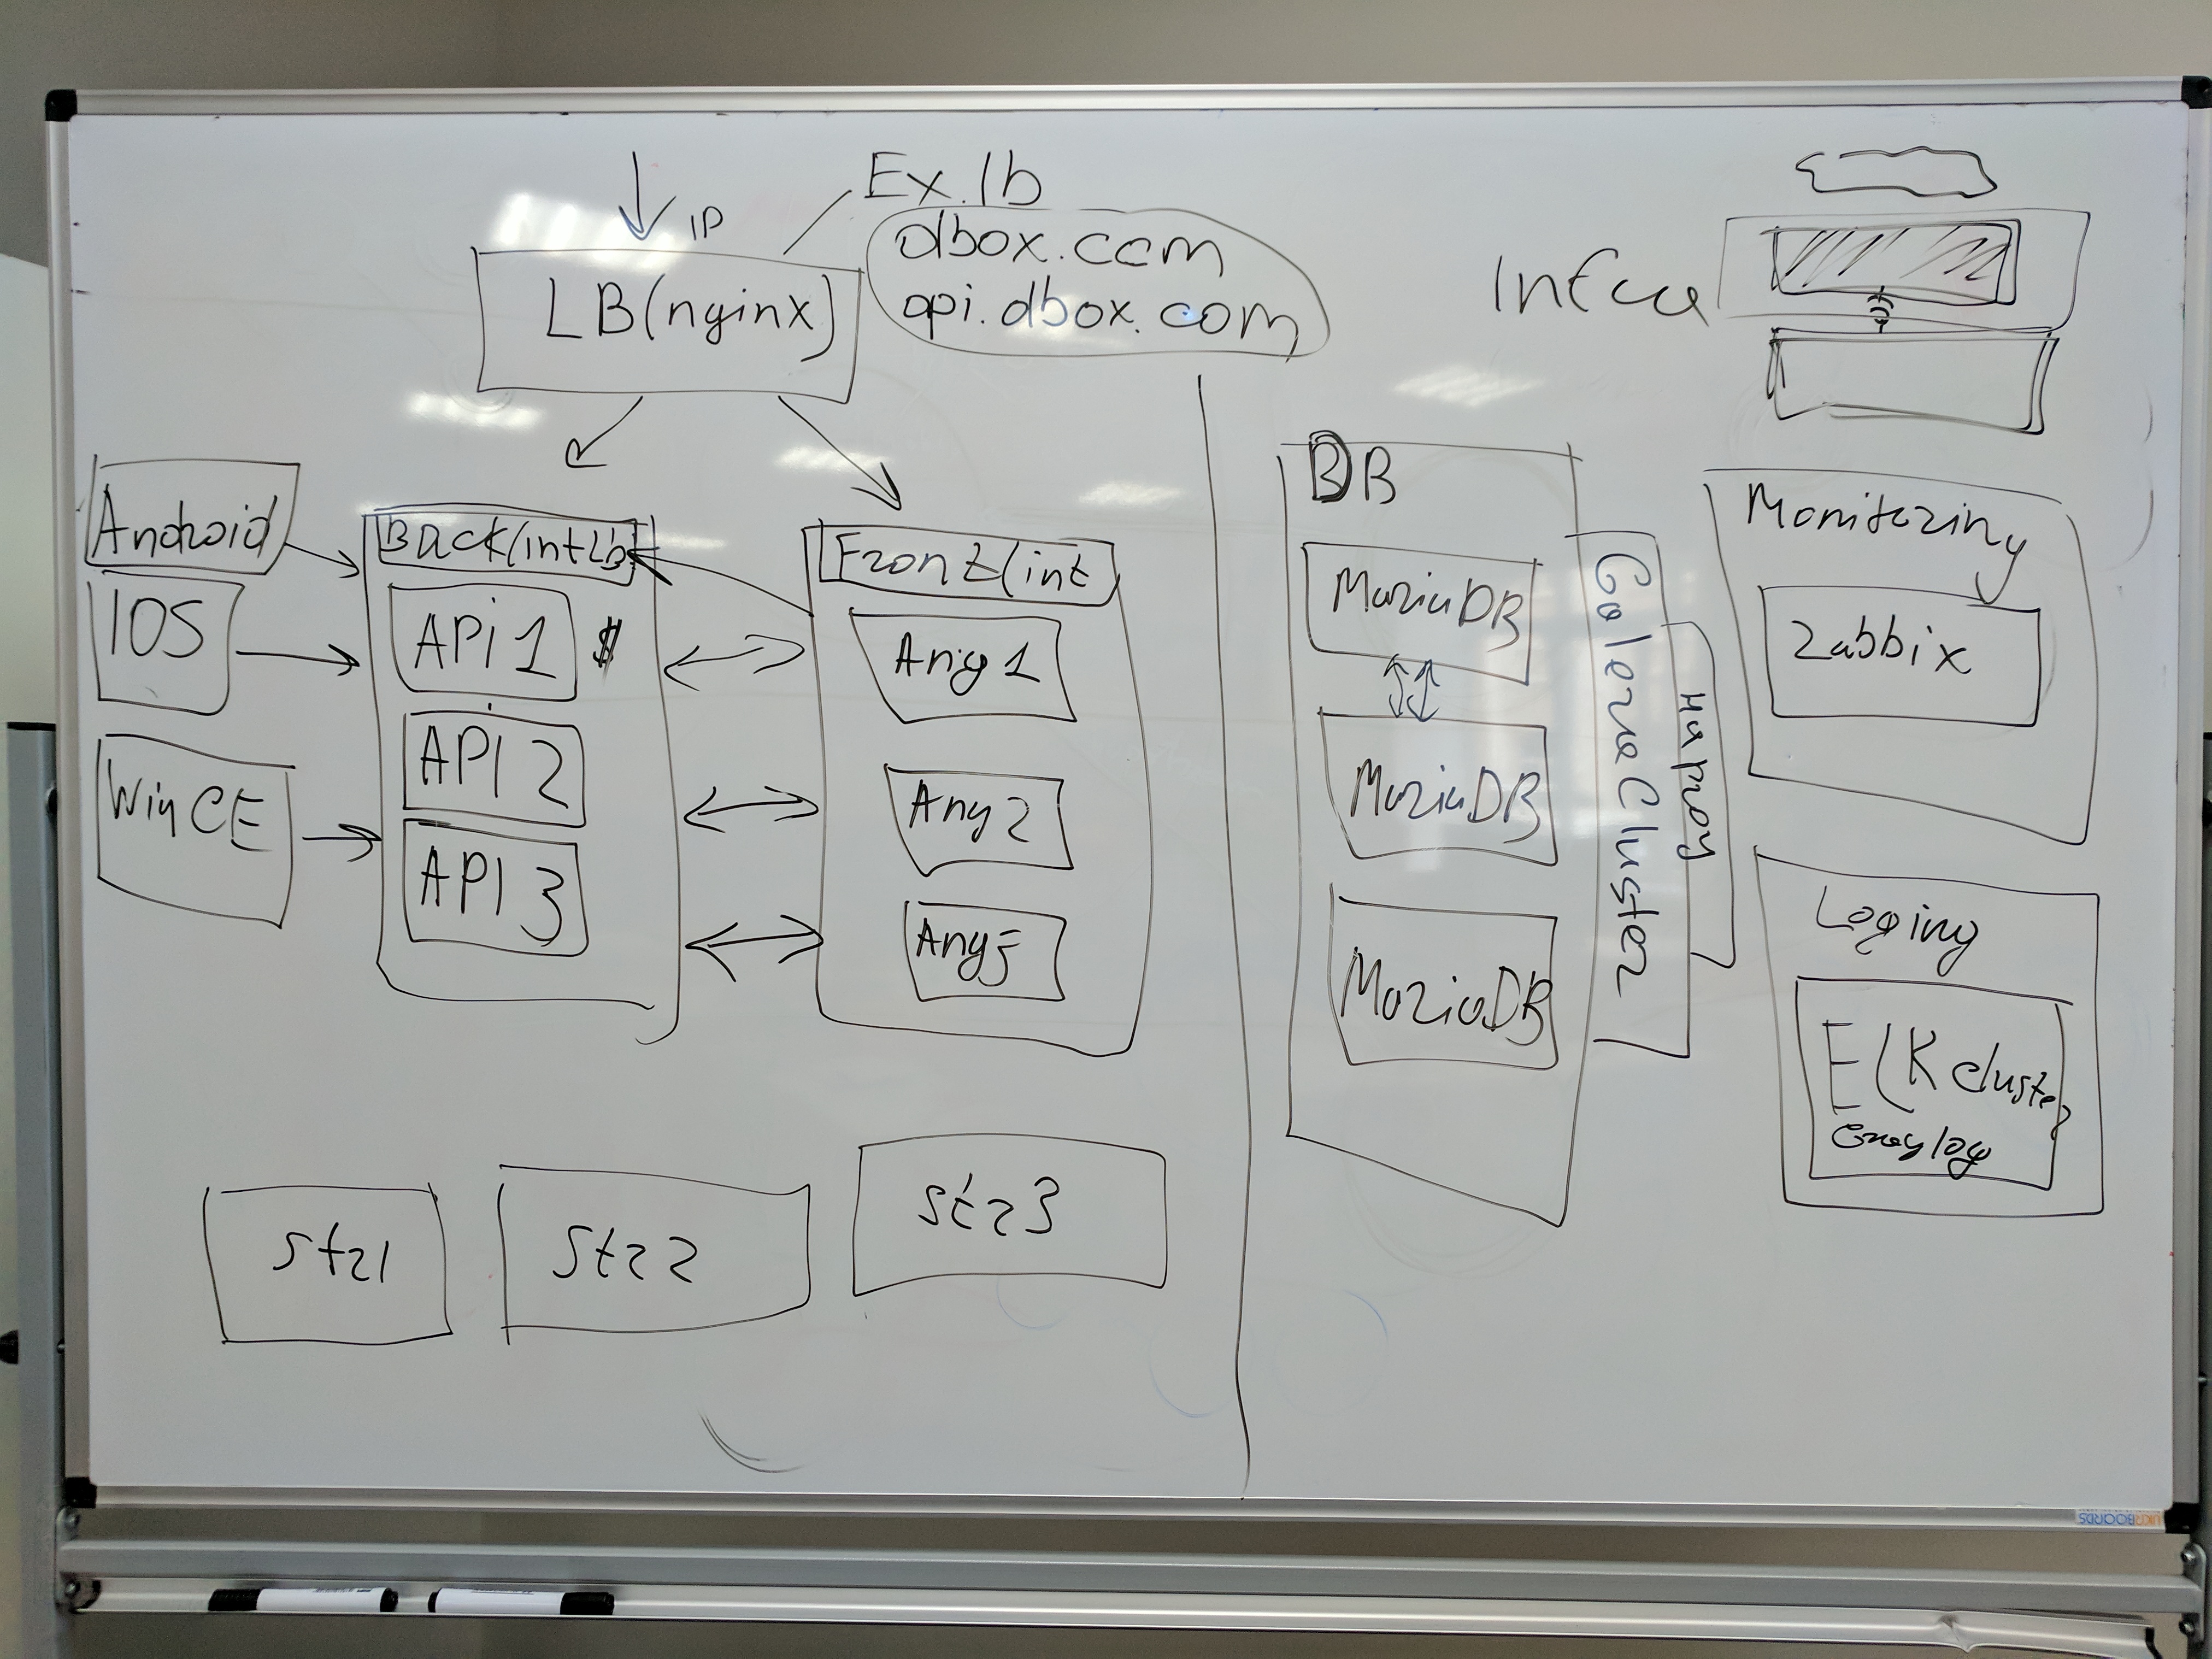 Ex.lb
IP
dbox.com
api.dbox.com
LB(nginx)
Infra
Android
IOS
WinCE
Back(intLb
API 1 $
API 2
API 3
Front(int
Ang 1
Any 2
Any
DB
MariaDB
MariaDB
MariaDB
Galera Cluster
Haproxy
Monitoring
Zabbix
Loging
ELK cluster
Graylog
Str1
Str2
Str3
UKRBOARDS